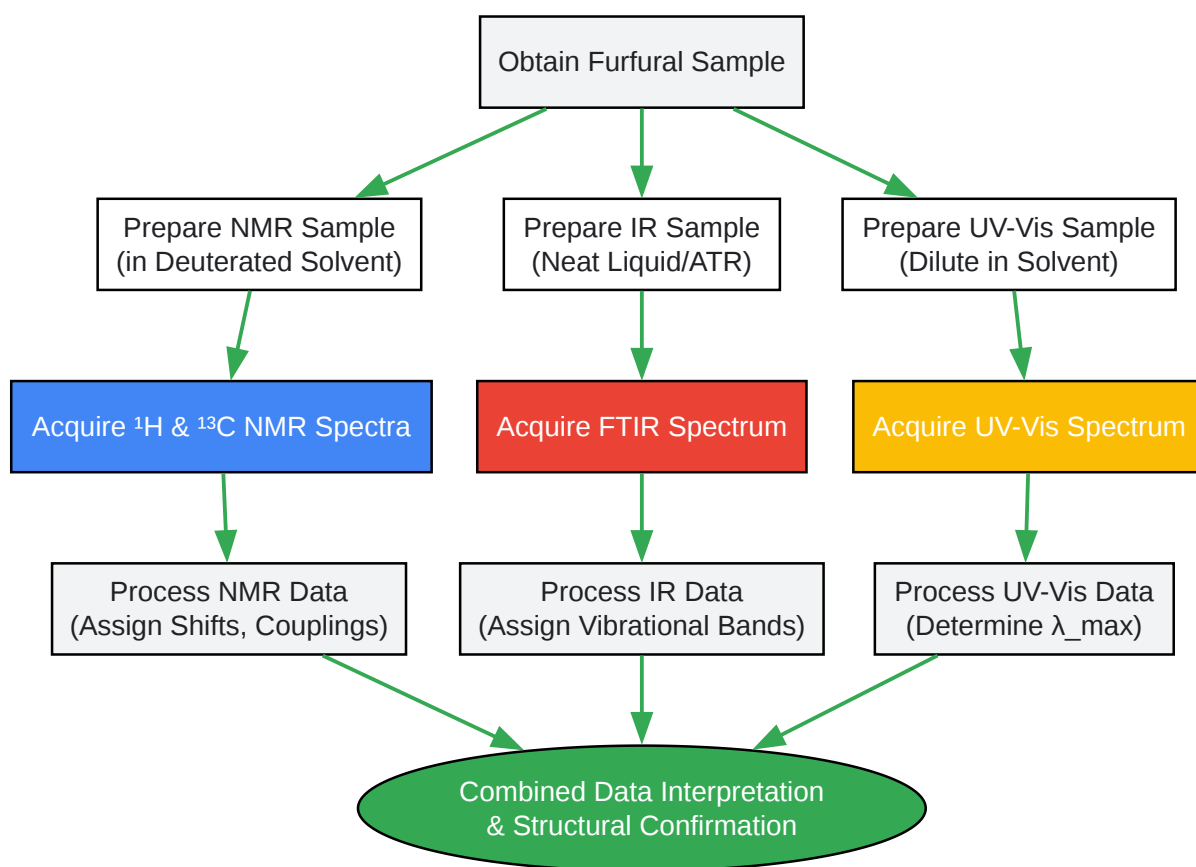 Obtain Furfural Sample
Prepare NMR Sample
(in Deuterated Solvent)
Prepare IR Sample
(Neat Liquid/ATR)
Prepare UV-Vis Sample
(Dilute in Solvent)
Acquire ¹H & ¹³C NMR Spectra
Acquire FTIR Spectrum
Acquire UV-Vis Spectrum
Process NMR Data
(Assign Shifts, Couplings)
Process IR Data
(Assign Vibrational Bands)
Process UV-Vis Data
(Determine λ_max)
Combined Data Interpretation
& Structural Confirmation